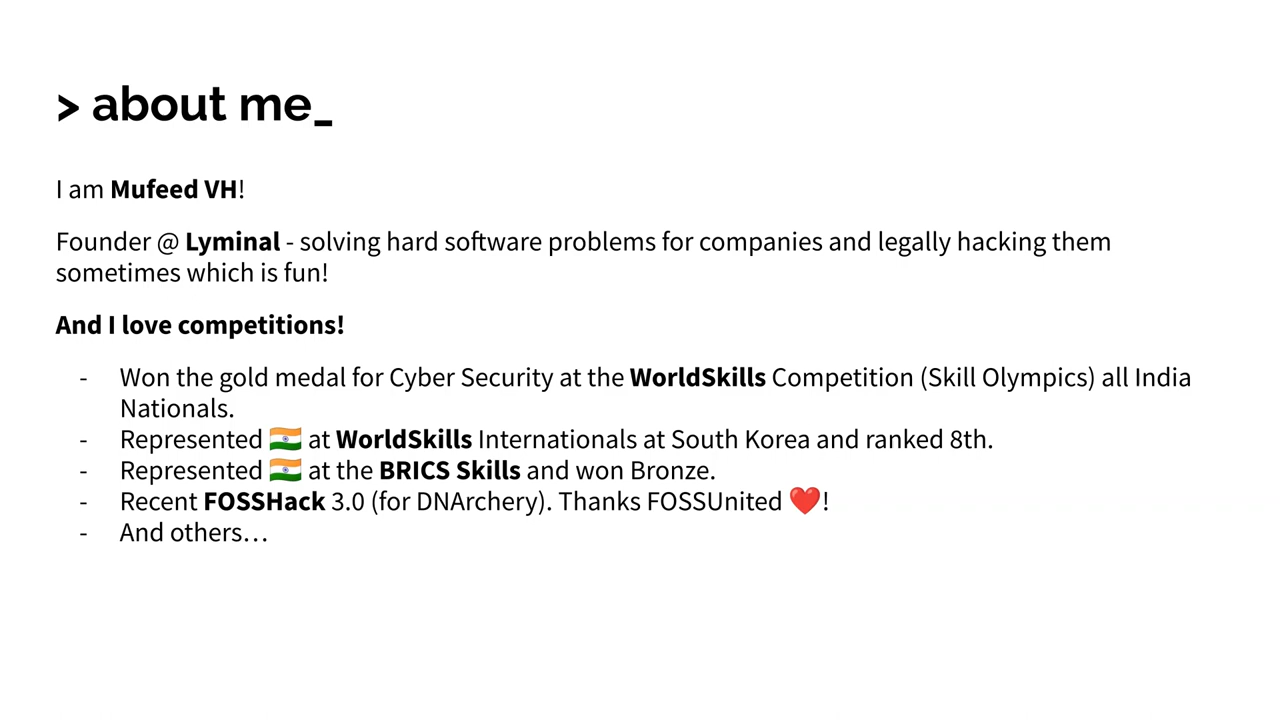 > about me_
I am Mufeed VH!
Founder @ Lyminal - solving hard software problems for companies and legally hacking them
sometimes which is fun!
And I love competitions!
- Won the gold medal for Cyber Security at the WorldSkills Competition (Skill Olympics) all India
Nationals.
- Represented 🇮🇳 at WorldSkills Internationals at South Korea and ranked 8th.
- Represented 🇮🇳 at the BRICS Skills and won Bronze.
- Recent FOSSHack 3.0 (for DNArchery). Thanks FOSSUnited ❤️!
- And others…